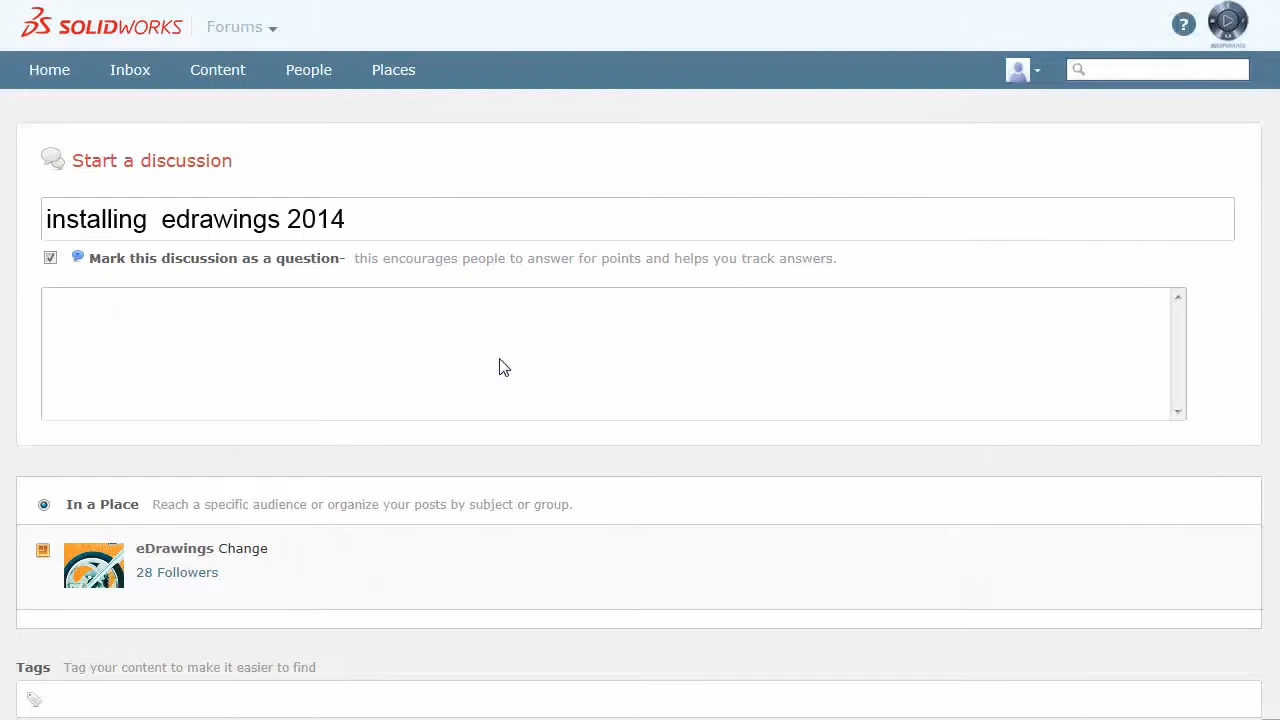 SOLIDWORKS Forums
?
Home Inbox Content People Places
Start a discussion
installing  edrawings 2014
Mark this discussion as a question- this encourages people to answer for points and helps you track answers.
In a Place Reach a specific audience or organize your posts by subject or group.
eDrawings Change
28 Followers
Tags Tag your content to make it easier to find